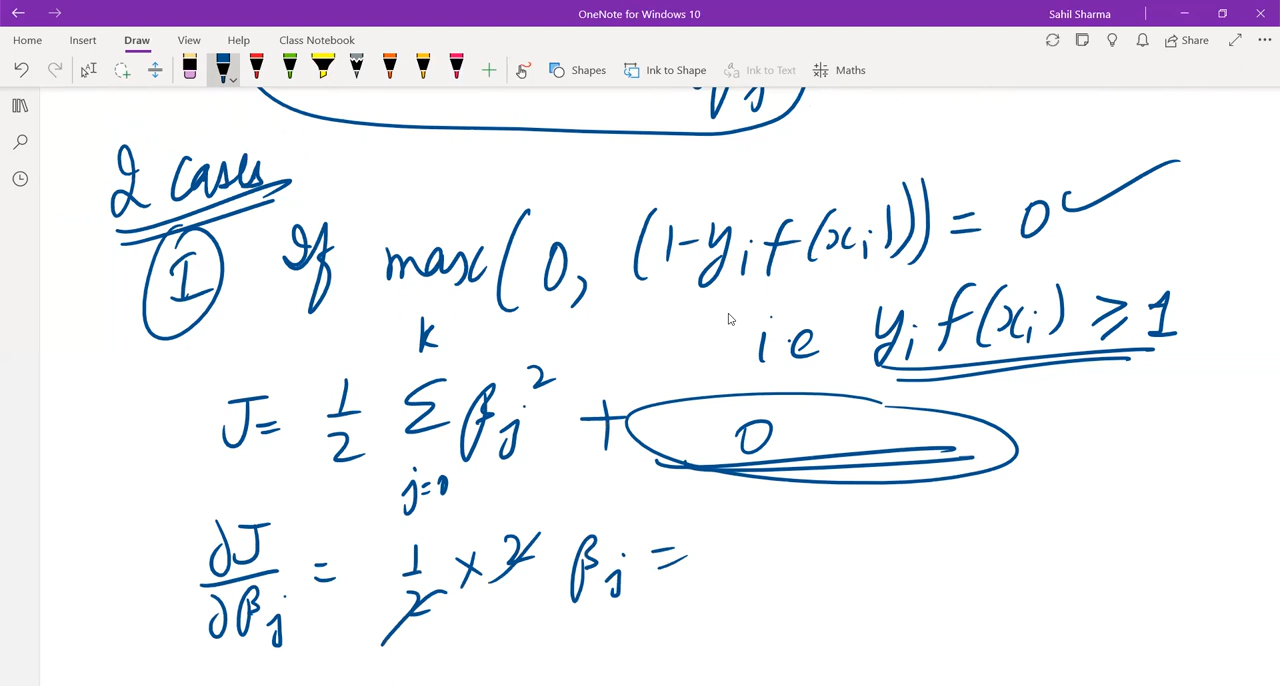 OneNote for Windows 10
Sahil Sharma
Home Insert Draw View Help Class Notebook
Share
Shapes Ink to Shape Ink to Text Maths
βj
2 cases
I If max(0, (1-yif(xi))) = 0 ✓
ie yif(xi) ⩾ 1
k
J= 1/2 Σ βj² + 0
j=0
∂J/∂βj = 1/2 × 2 βj =